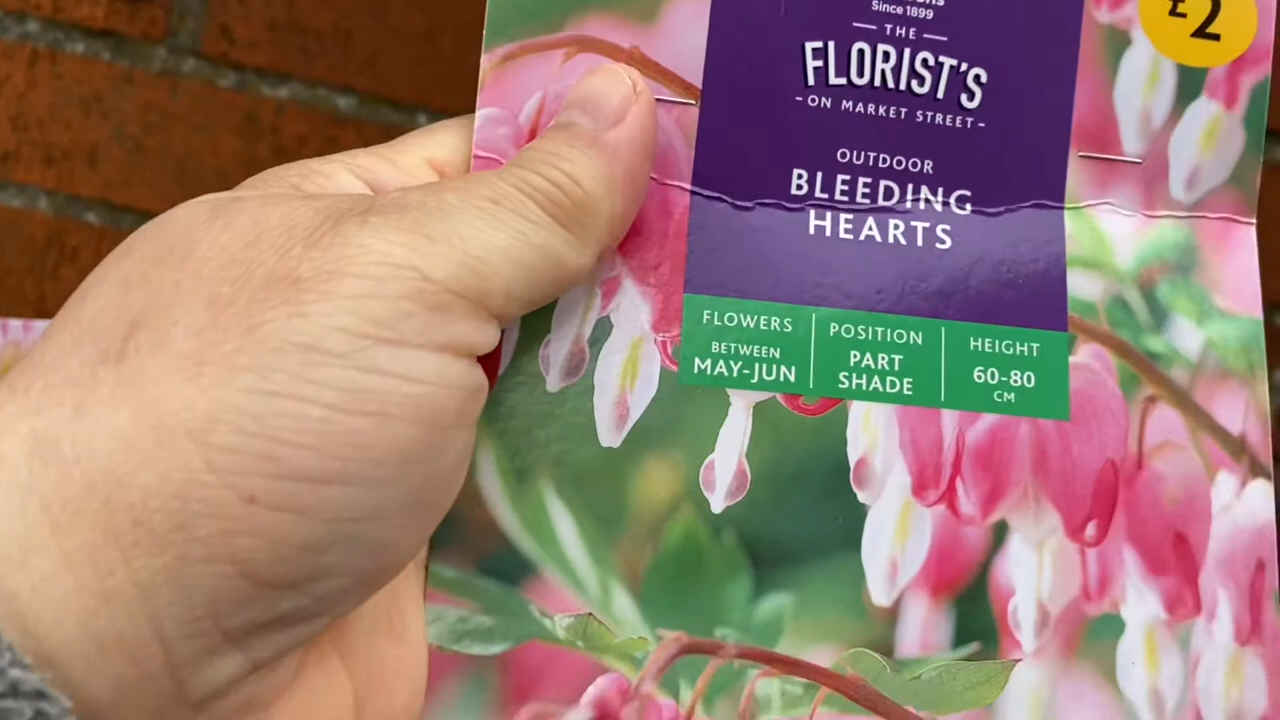 Since 1899
THE
FLORIST'S
-ON MARKET STREET-
£2
OUTDOOR
BLEEDING
HEARTS
FLOWERS
BETWEEN
MAY-JUN
POSITION
PART
SHADE
HEIGHT
60-80
CM